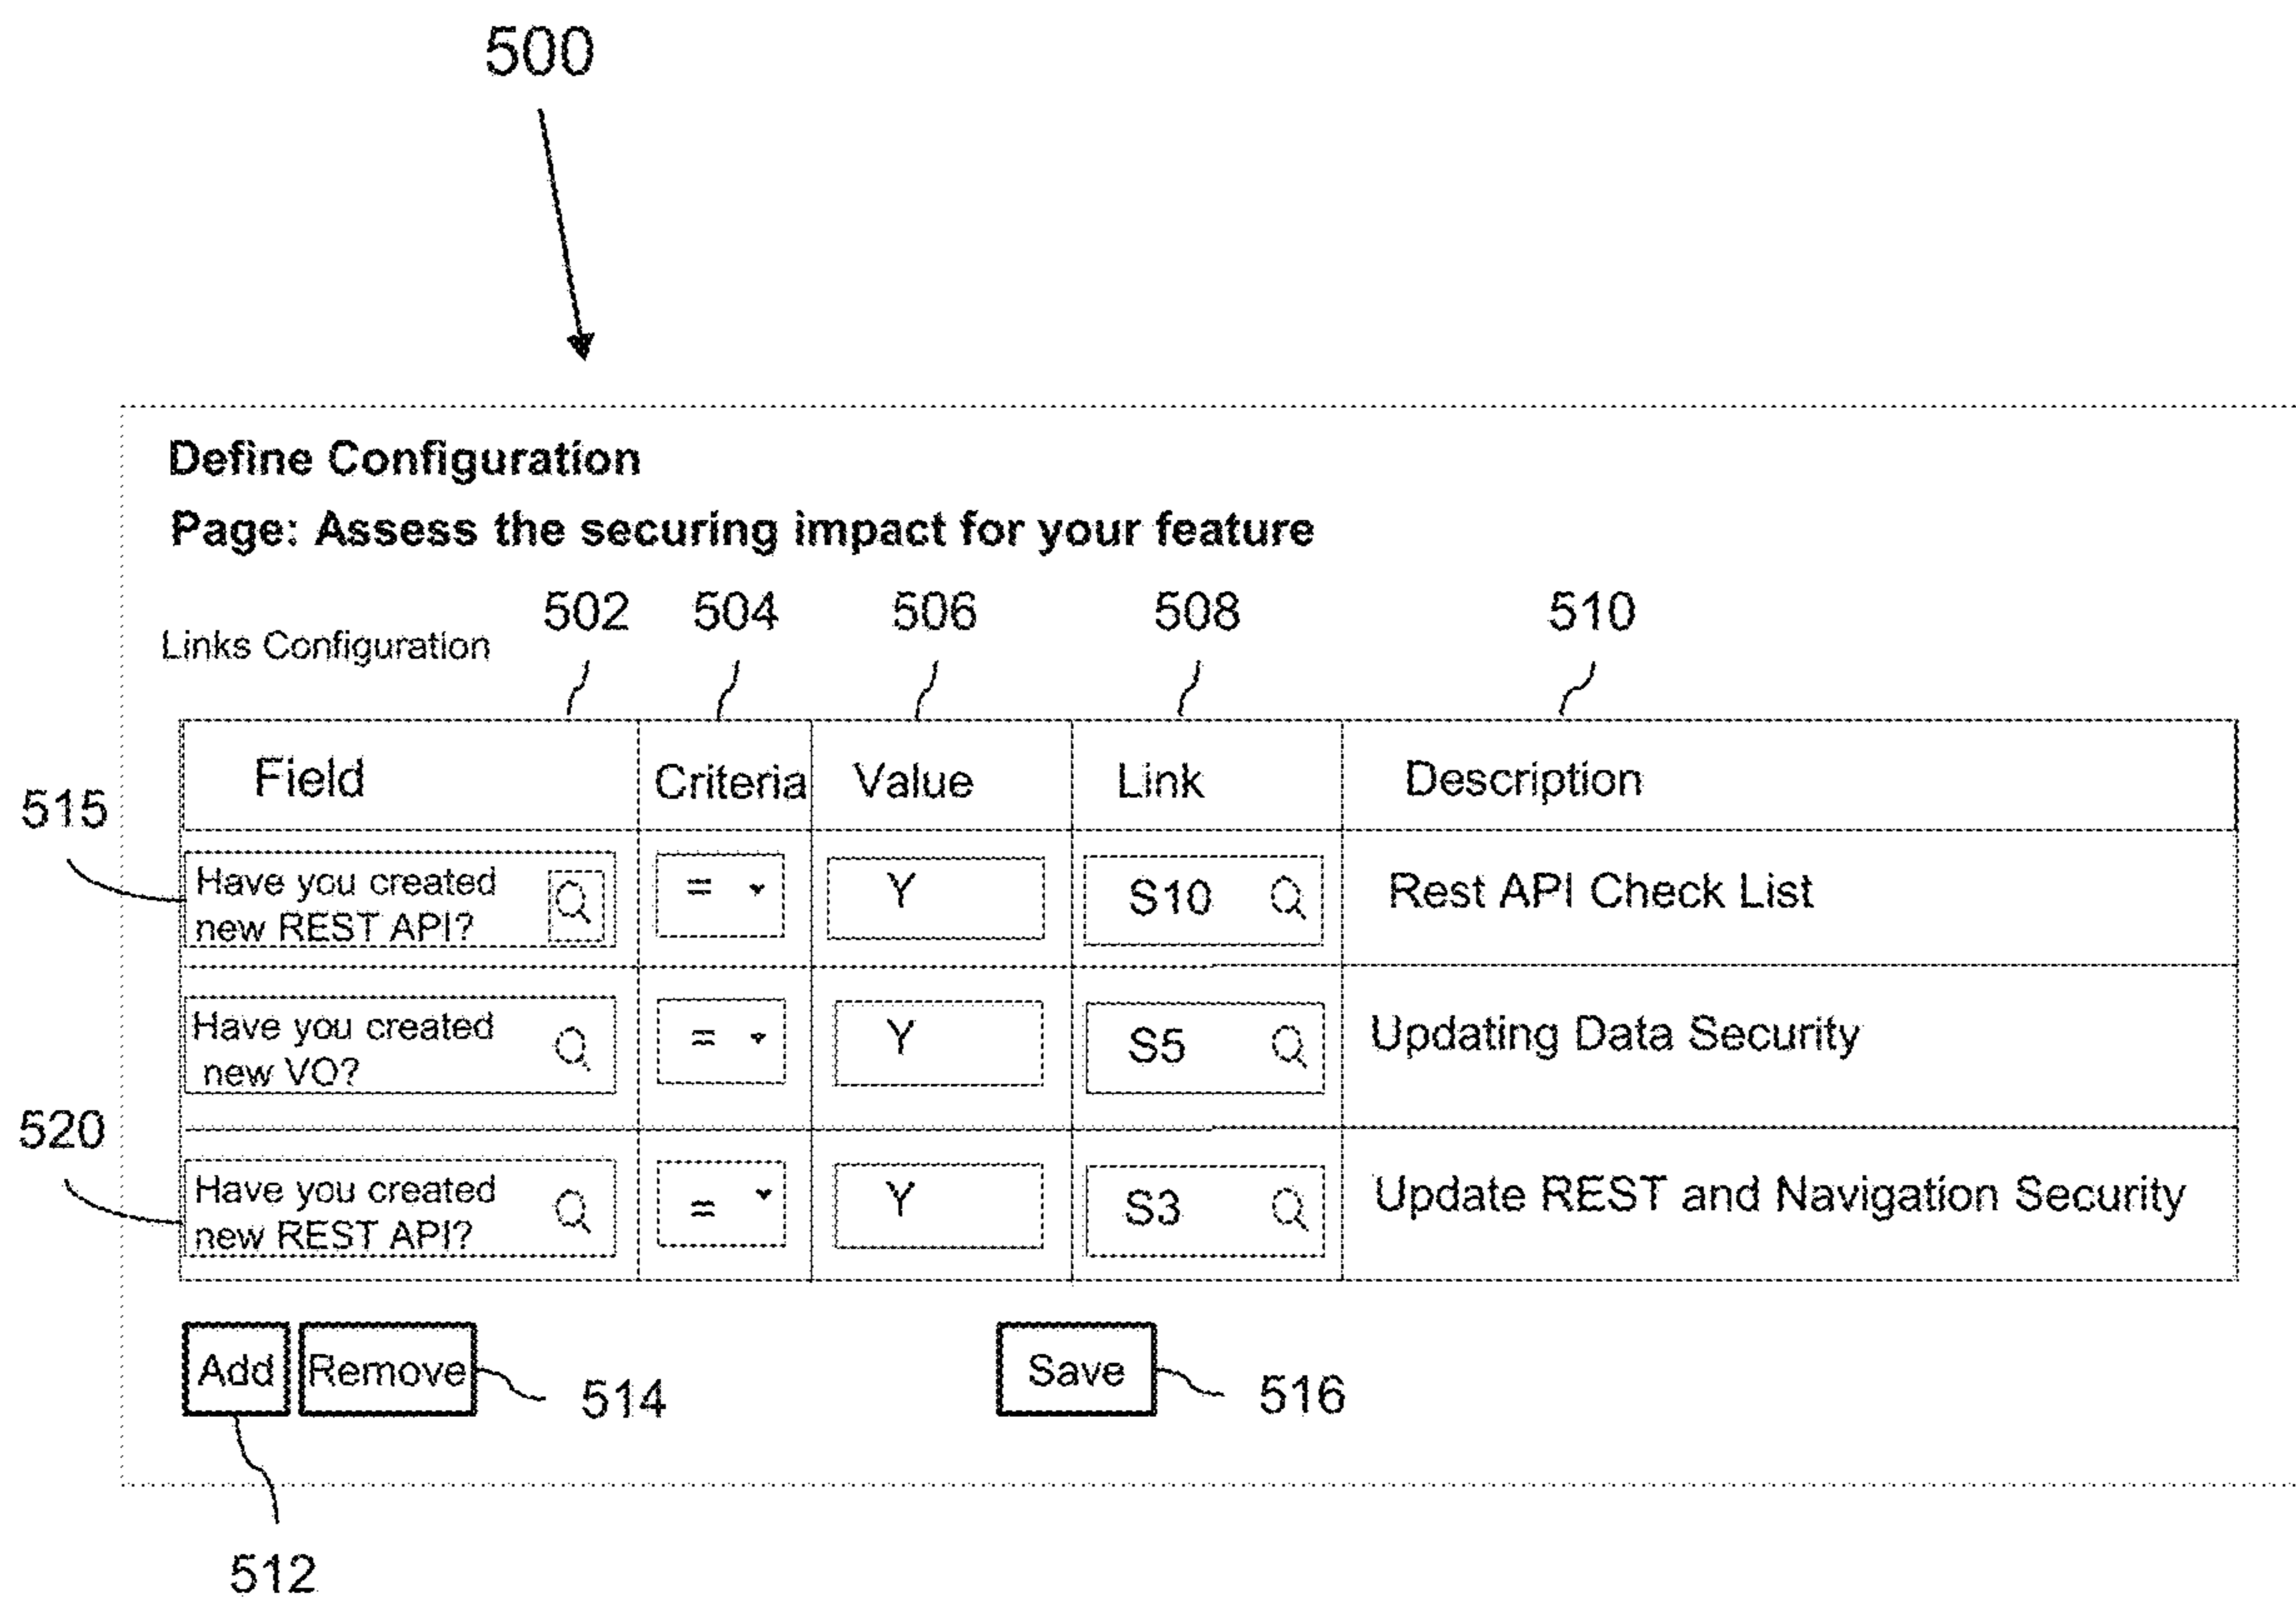 500
Define Configuration
Page: Assess the securing impact for your feature
502 504 506 508 510
Links Configuration
Field Criteria Value Link Description
515
Have you created
new REST API?
= Y S10 Rest API Check List
Have you created
new VO?
= Y S5 Updating Data Security
520
Have you created
new REST API?
= Y S3 Update REST and Navigation Security
Add Remove Save
514 516
512